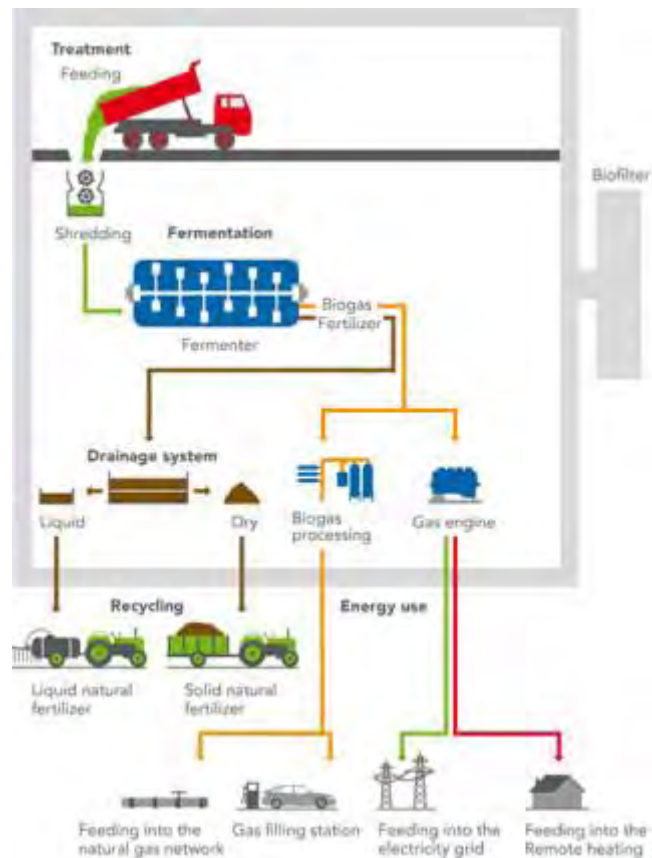 Treatment
Feeding
Biofilter
Shredding
Fermentation
Biogas
Fertilizer
Fermenter
Drainage system
Liquid
Dry
Biogas
processing
Gas engine
Recycling
Energy use
Liquid natural
fertilizer
Solid natural
fertilizer
Feeding into the
natural gas network
Gas filling station
Feeding into the
electricity grid
Feeding into the
Remote heating